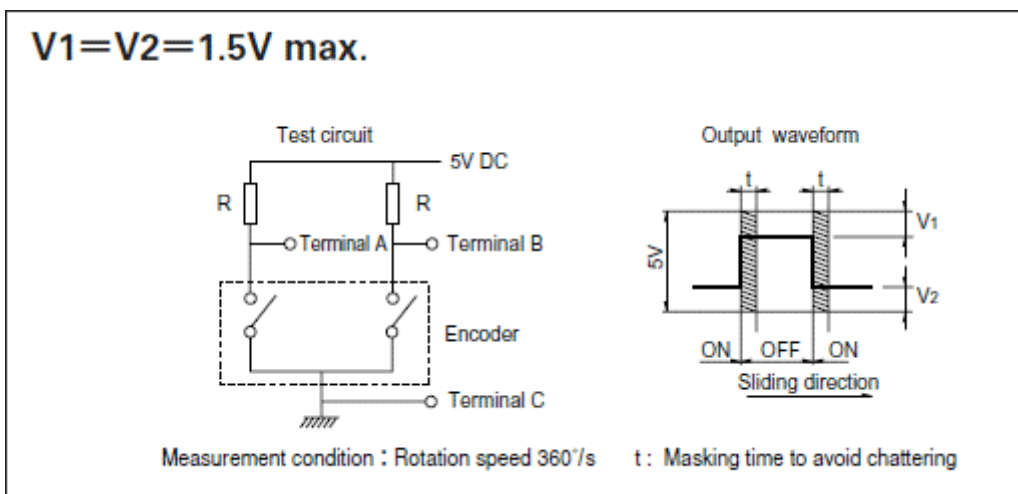 V1=V2=1.5V max.
Test circuit
Output waveform
5V DC
t t
R R
V1
Terminal A Terminal B
5V
V2
Encoder
ON OFF ON
Sliding direction
Terminal C
Measurement condition : Rotation speed 360°/s t : Masking time to avoid chattering